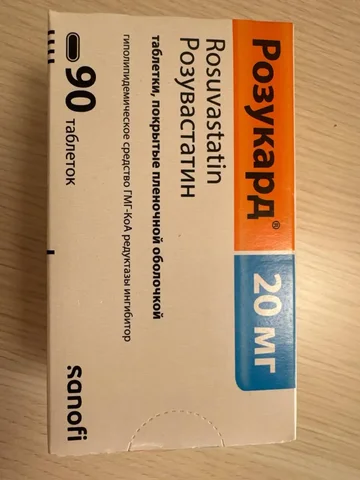 Розукард® 20 мг
Rosuvastatin
Розувастатин
таблетки, покрытые пленочной оболочкой
гиполипидемическое средство ГМГ-КоА редуктазы ингибитор
90 таблеток
sanofi